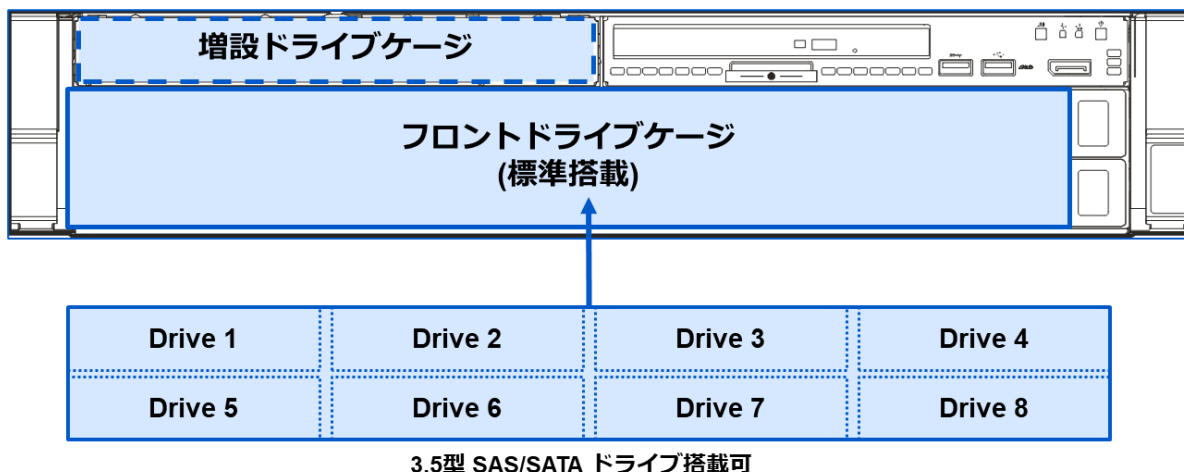 増設ドライブケージ
フロントドライブケージ
(標準搭載)
Drive 1
Drive 2
Drive 3
Drive 4
Drive 5
Drive 6
Drive 7
Drive 8
3.5型 SAS/SATA ドライブ搭載可